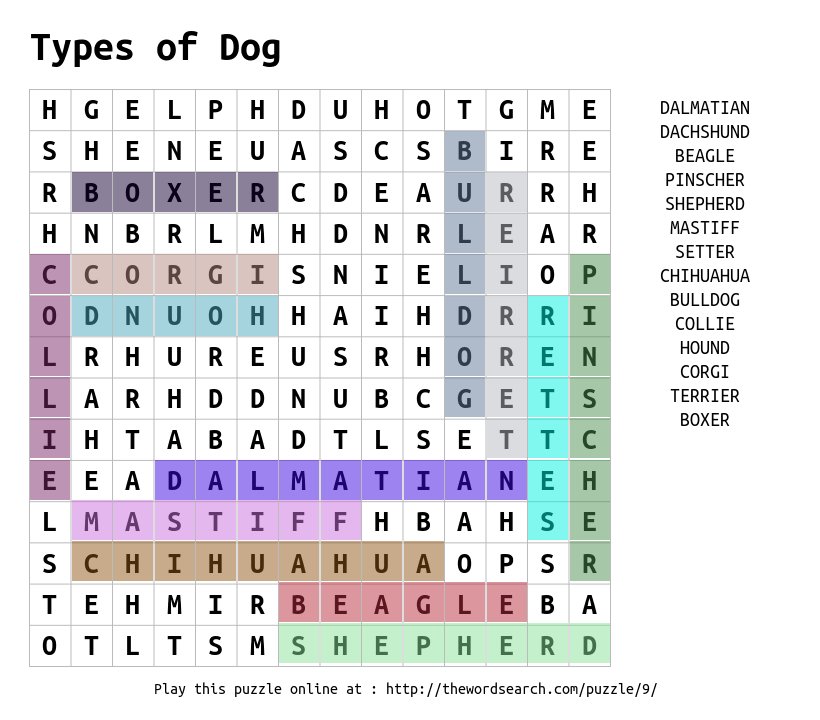 Types of Dog
H G E L P H D U H O T G M E
S H E N E U A S C S B I R E
R B O X E R C D E A U R R H
H N B R L M H D N R L E A R
C C O R G I S N I E L I O P
O D N U O H H A I H D R R I
L R H U R E U S R H O R E N
L A R H D D N U B C G E T S
I H T A B A D T L S E T T C
E E A D A L M A T I A N E H
L M A S T I F F H B A H S E
S C H I H U A H U A O P S R
T E H M I R B E A G L E B A
O T L T S M S H E P H E R D
DALMATIAN
DACHSHUND
BEAGLE
PINSCHER
SHEPHERD
MASTIFF
SETTER
CHIHUAHUA
BULLDOG
COLLIE
HOUND
CORGI
TERRIER
BOXER
Play this puzzle online at : http://thewordsearch.com/puzzle/9/